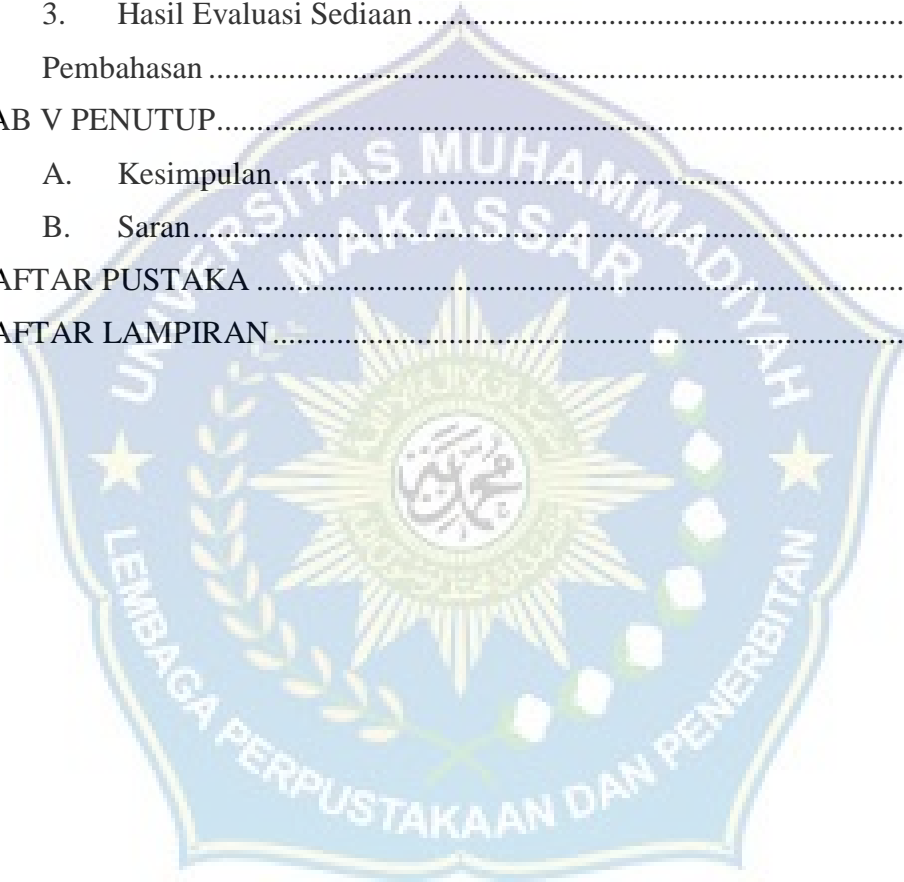 3. Hasil Evaluasi Sediaan ........................................................................
Pembahasan ........................................................................
AB V PENUTUP ........................................................................
A. Kesimpulan ........................................................................
B. Saran ........................................................................
AFTAR PUSTAKA ........................................................................
AFTAR LAMPIRAN ........................................................................
UNIVERSITAS MUHAMMADIYAH
MAKASSAR
LEMBAGA PERPUSTAKAAN DAN PENERBITAN